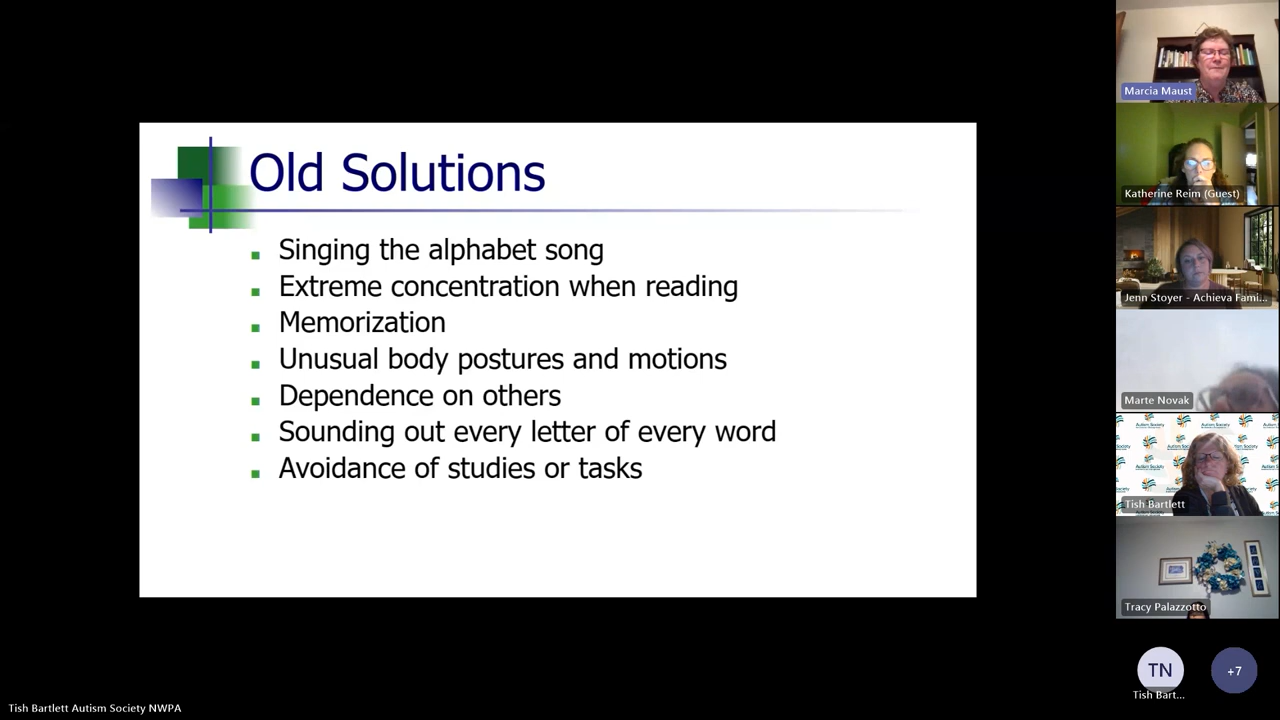 Old Solutions
Singing the alphabet song
Extreme concentration when reading
Memorization
Unusual body postures and motions
Dependence on others
Sounding out every letter of every word
Avoidance of studies or tasks
Marcia Maust
Katherine Reim (Guest)
Jenn Stoyer - Achieva Fami...
Marte Novak
Autism Society
Tish Bartlett
Tracy Palazzotto
TN
+7
Tish Bart...
Tish Bartlett Autism Society NWPA